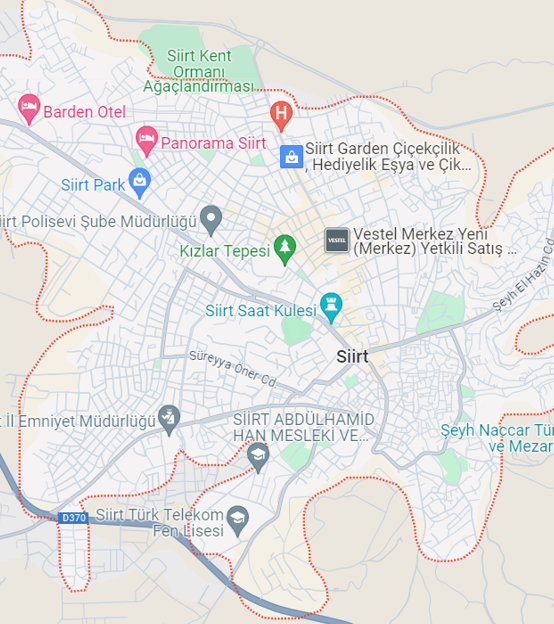 Siirt Kent
Ormanı
Ağaçlandırması
Barden Otel
H
Panorama Siirt
Siirt Garden Çiçekçilik
, Hediyelik Eşya ve Çik...
Siirt Park
iirt Polisevi Şube Müdürlüğü
VESTEL
Vestel Merkez Yeni
(Merkez) Yetkili Satış ...
Kızlar Tepesi
Şeyh El Hazin Cd
Siirt Saat Kulesi
Siirt
Süreyya Öner Cd
t İl Emniyet Müdürlüğü
SİİRT ABDÜLHAMİD
HAN MESLEKİ VE...
Şeyh Naccar Tür
ve Mezar
D370
Siirt Türk Telekom
Fen Lisesi